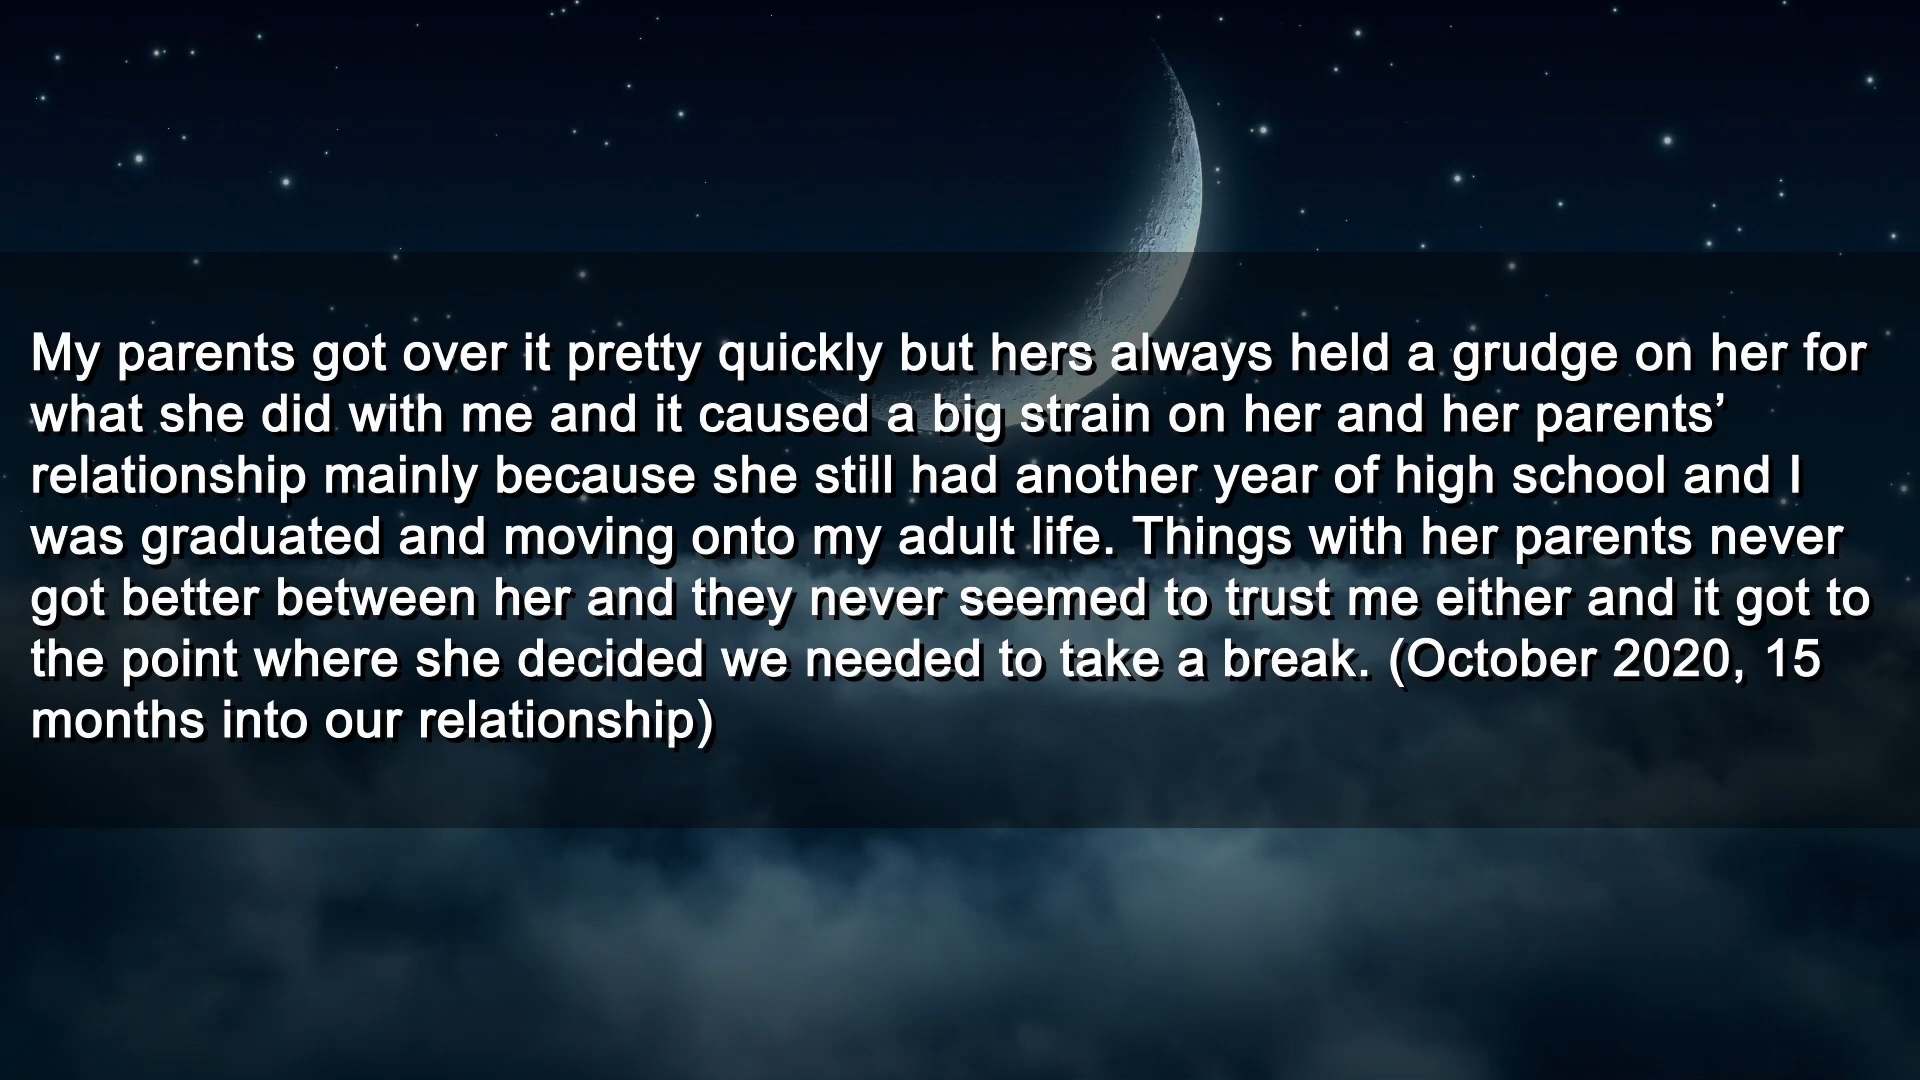 My parents got over it pretty quickly but hers always held a grudge on her for
what she did with me and it caused a big strain on her and her parents’
relationship mainly because she still had another year of high school and I
was graduated and moving onto my adult life. Things with her parents never
got better between her and they never seemed to trust me either and it got to
the point where she decided we needed to take a break. (October 2020, 15
months into our relationship)